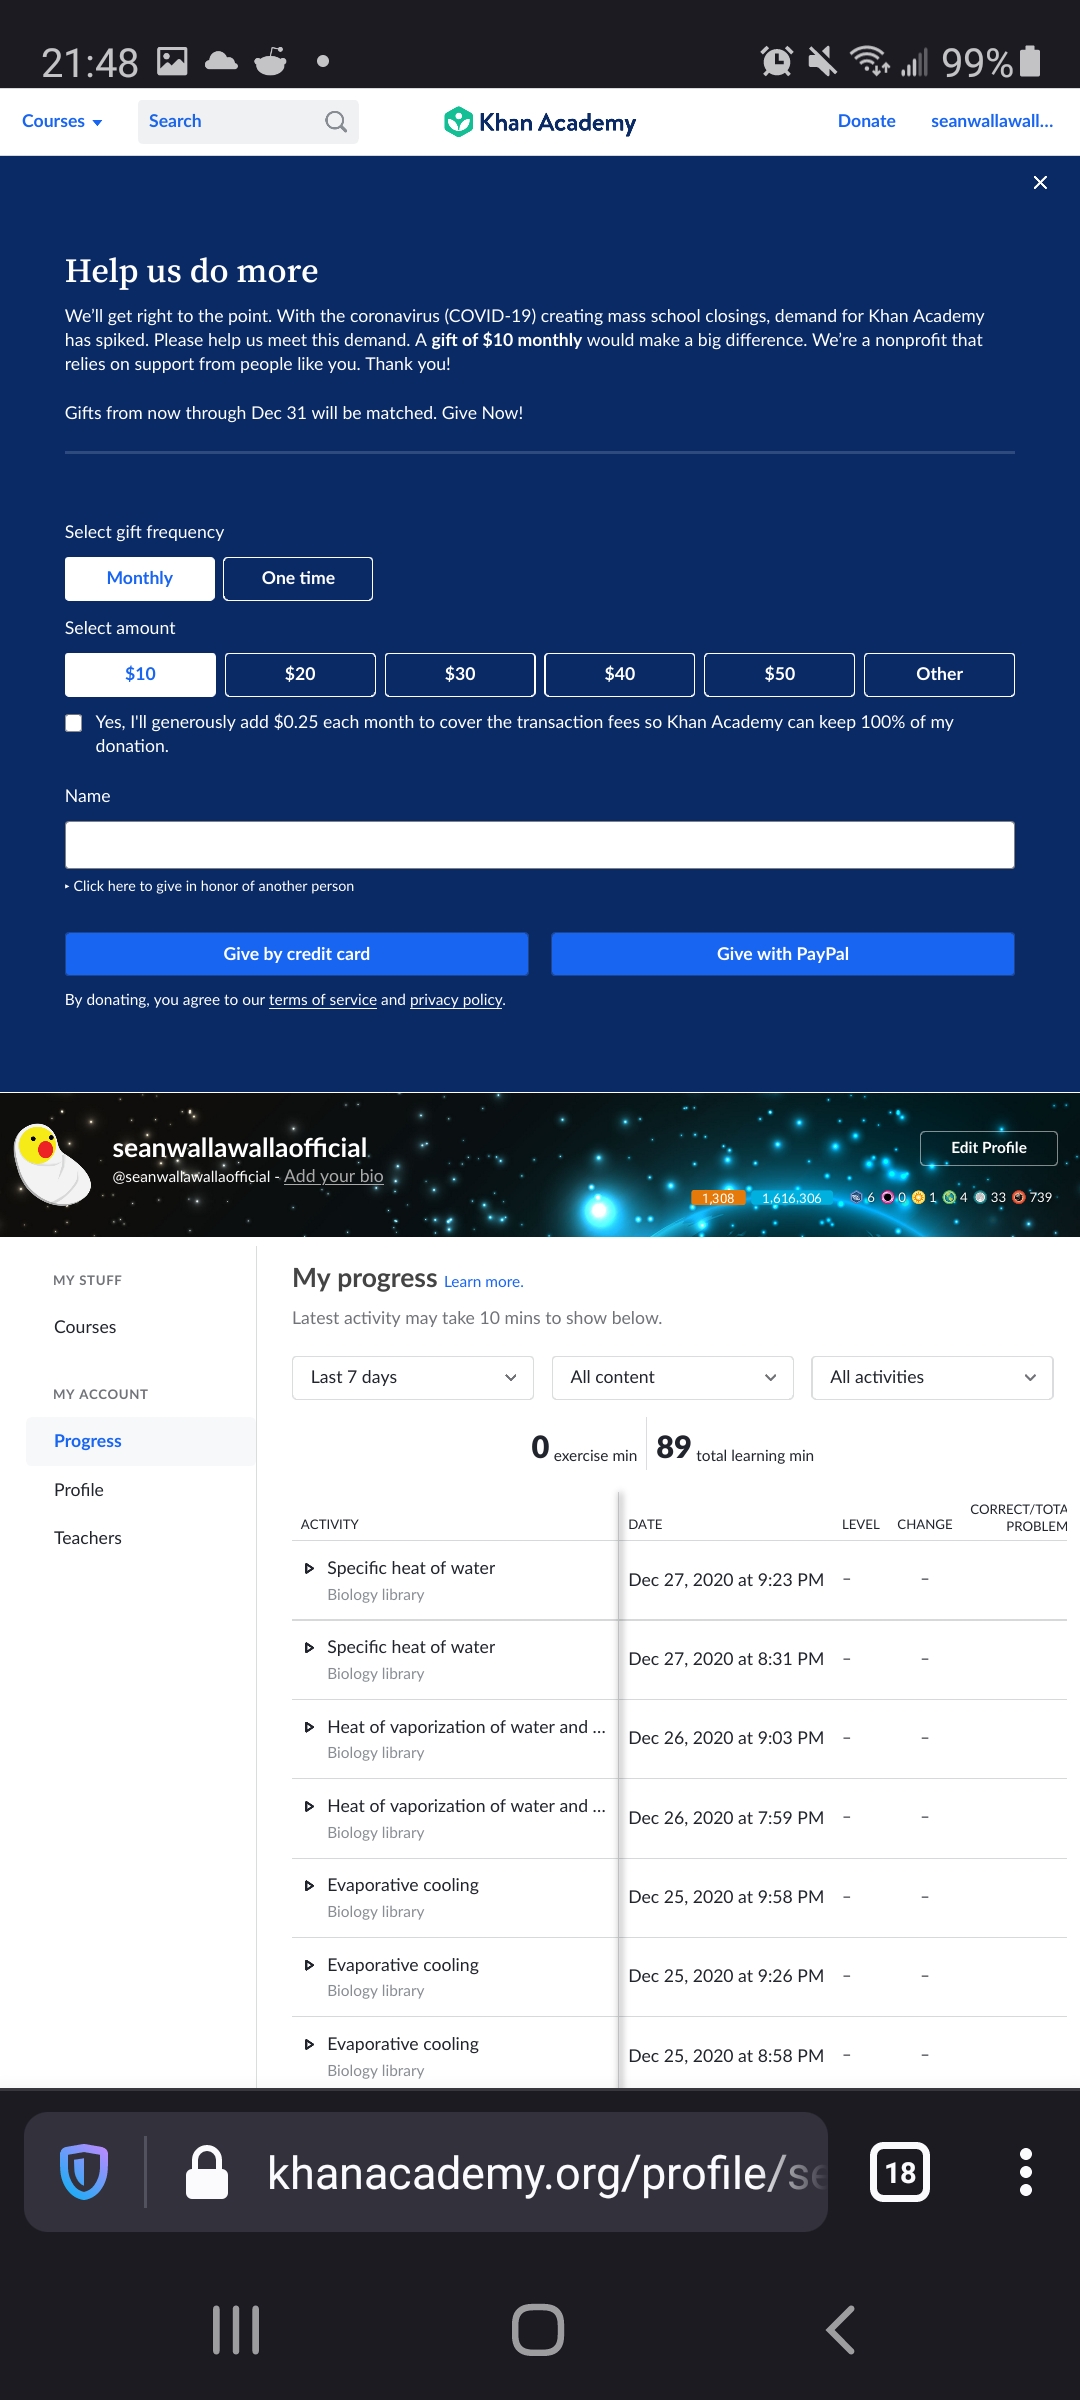 21:48
99%
Courses
Search
Khan Academy
Donate
seanwallawall...
Help us do more
We'll get right to the point. With the coronavirus (COVID-19) creating mass school closings, demand for Khan Academy
has spiked. Please help us meet this demand. A gift of $10 monthly would make a big difference. We're a nonprofit that
relies on support from people like you. Thank you!
Gifts from now through Dec 31 will be matched. Give Now!
Select gift frequency
Monthly
One time
Select amount
$10
$20
$30
$40
$50
Other
Yes, I'll generously add $0.25 each month to cover the transaction fees so Khan Academy can keep 100% of my
donation.
Name
Click here to give in honor of another person
Give by credit card
Give with PayPal
By donating, you agree to our terms of service and privacy policy.
seanwallawallaofficial
@seanwallawallaofficial - Add your bio
Edit Profile
1,308
1,616,306
6
0
1
4
33
739
MY STUFF
Courses
MY ACCOUNT
Progress
Profile
Teachers
My progress Learn more.
Latest activity may take 10 mins to show below.
Last 7 days
All content
All activities
0 exercise min
89 total learning min
ACTIVITY
DATE
LEVEL
CHANGE
CORRECT/TOTA
PROBLEM
Specific heat of water
Biology library
Dec 27, 2020 at 9:23 PM – –
Specific heat of water
Biology library
Dec 27, 2020 at 8:31 PM – –
Heat of vaporization of water and ...
Biology library
Dec 26, 2020 at 9:03 PM – –
Heat of vaporization of water and ...
Biology library
Dec 26, 2020 at 7:59 PM – –
Evaporative cooling
Biology library
Dec 25, 2020 at 9:58 PM – –
Evaporative cooling
Biology library
Dec 25, 2020 at 9:26 PM – –
Evaporative cooling
Biology library
Dec 25, 2020 at 8:58 PM – –
khanacademy.org/profile/se
18